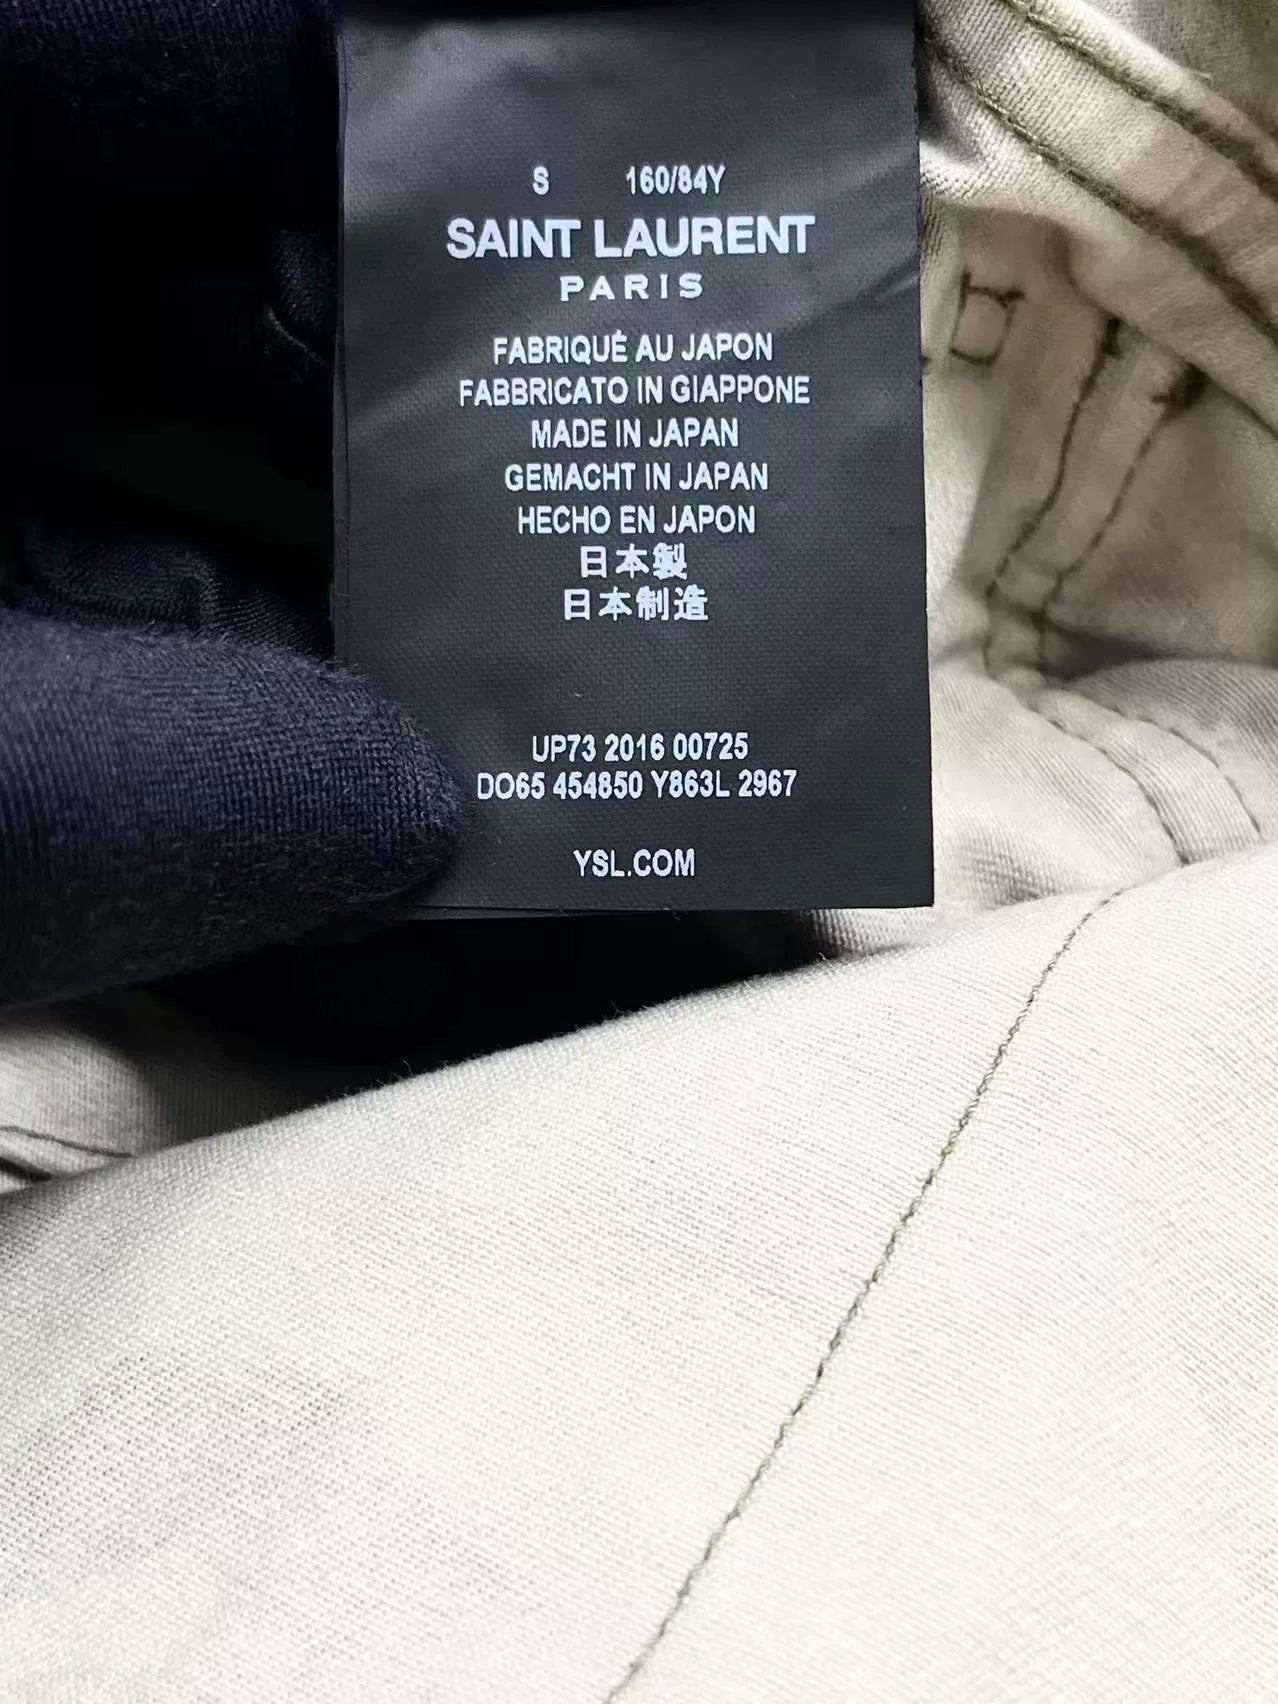 S 160/84Y
SAINT LAURENT
PARIS
FABRIQUÉ AU JAPON
FABBRICATO IN GIAPPONE
MADE IN JAPAN
GEMACHT IN JAPAN
HECHO EN JAPON
日本製
日本制造
UP73 2016 00725
DO65 454850 Y863L 2967
YSL.COM